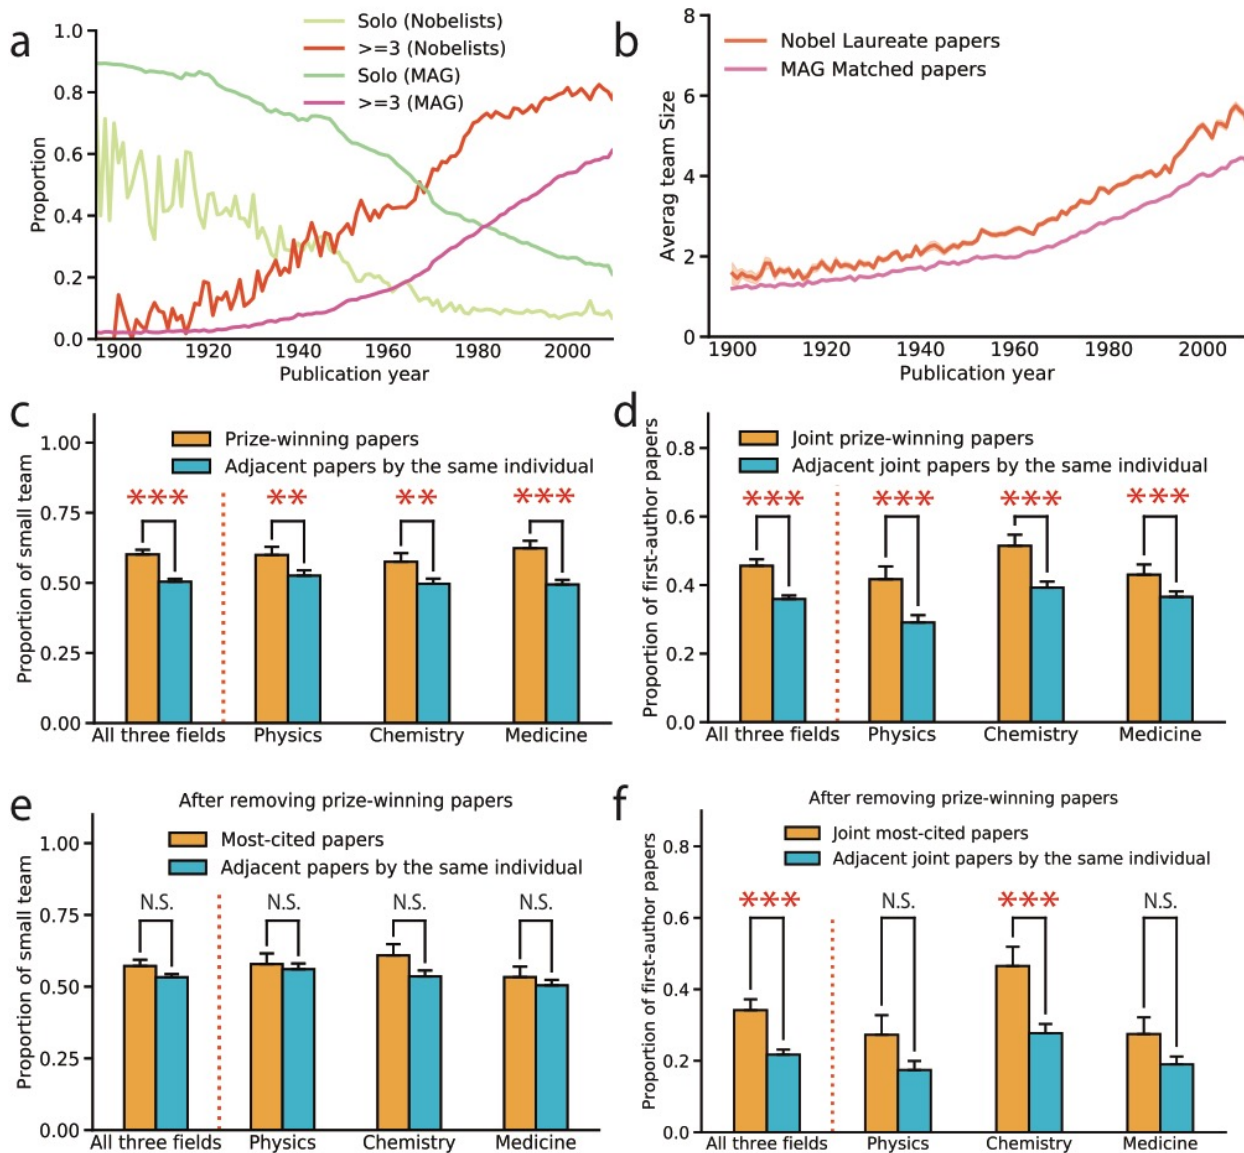 a
Solo (Nobelists)
>=3 (Nobelists)
Solo (MAG)
>=3 (MAG)
1.0
0.8
0.6
0.4
0.2
0.0
Proportion
1900 1920 1940 1960 1980 2000
Publication year
b
Nobel Laureate papers
MAG Matched papers
8
6
4
2
0
Averag team Size
1900 1920 1940 1960 1980 2000
Publication year
c
Prize-winning papers
Adjacent papers by the same individual
1.00
0.75
0.50
0.25
0.00
Proportion of small team
*** ** ** ***
All three fields Physics Chemistry Medicine
d
Joint prize-winning papers
Adjacent joint papers by the same individual
0.8
0.6
0.4
0.2
0.0
Proportion of first-author papers
*** *** *** ***
All three fields Physics Chemistry Medicine
e
After removing prize-winning papers
Most-cited papers
Adjacent papers by the same individual
1.00
0.75
0.50
0.25
0.00
Proportion of small team
N.S. N.S. N.S. N.S.
All three fields Physics Chemistry Medicine
f
After removing prize-winning papers
Joint most-cited papers
Adjacent joint papers by the same individual
0.8
0.6
0.4
0.2
0.0
Proportion of first-author papers
*** N.S. *** N.S.
All three fields Physics Chemistry Medicine